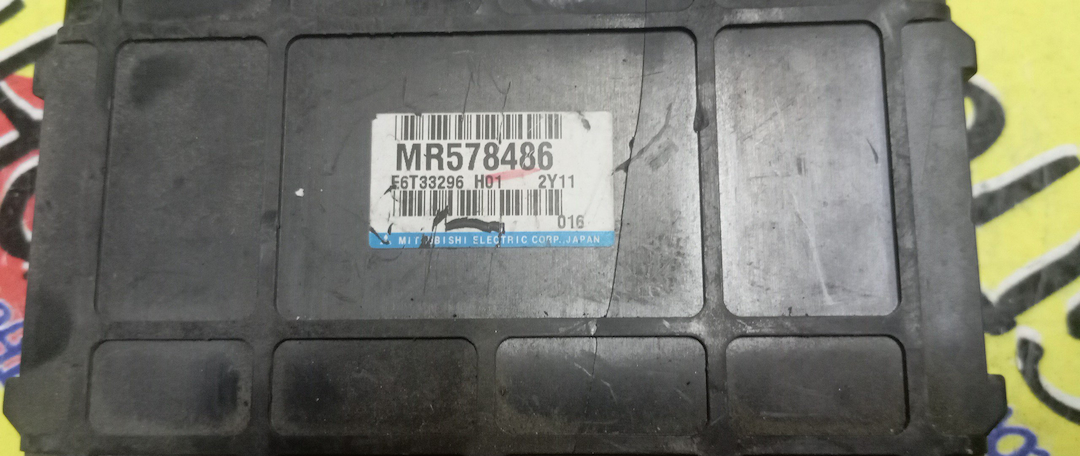 MR578486
E6T33296 H01 2Y11
016
MITSUBISHI ELECTRIC CORP., JAPAN